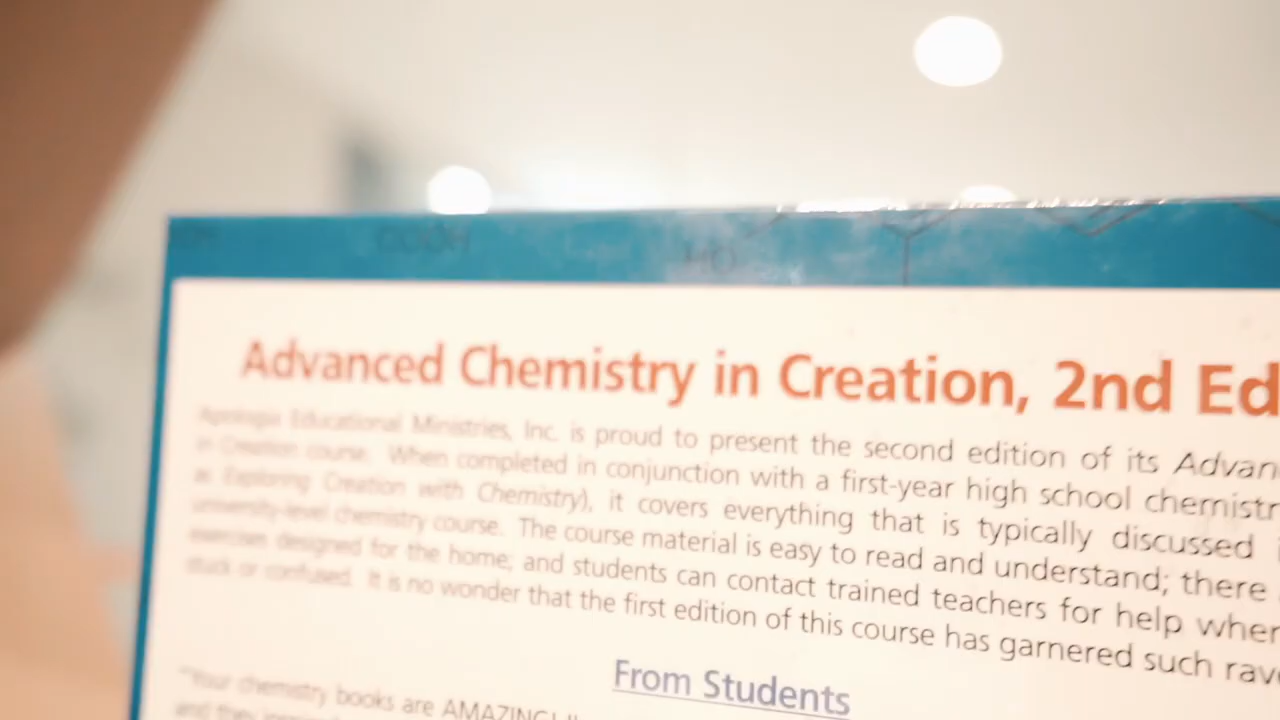 COOH
HO
Advanced Chemistry in Creation, 2nd Ed
Apologia Educational Ministries, Inc. is proud to present the second edition of its Advan
in Creation course. When completed in conjunction with a first-year high school chemistr
as Exploring Creation with Chemistry), it covers everything that is typically discussed
university-level chemistry course. The course material is easy to read and understand; there
exercises designed for the home; and students can contact trained teachers for help when
stuck or confused. It is no wonder that the first edition of this course has garnered such rav
From Students
"Your chemistry books are AMAZING!
and they